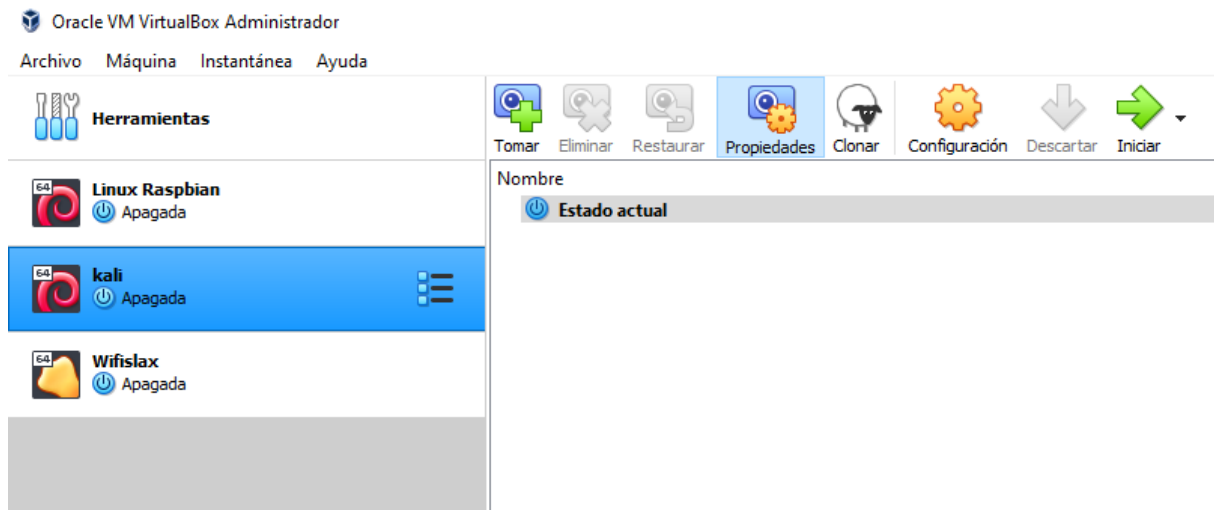 Oracle VM VirtualBox Administrador
Archivo Máquina Instantánea Ayuda
Herramientas
64
Linux Raspbian
Apagada
64
kali
Apagada
64
Wifislax
Apagada
Tomar Eliminar Restaurar Propiedades Clonar Configuración Descartar Iniciar
Nombre
Estado actual